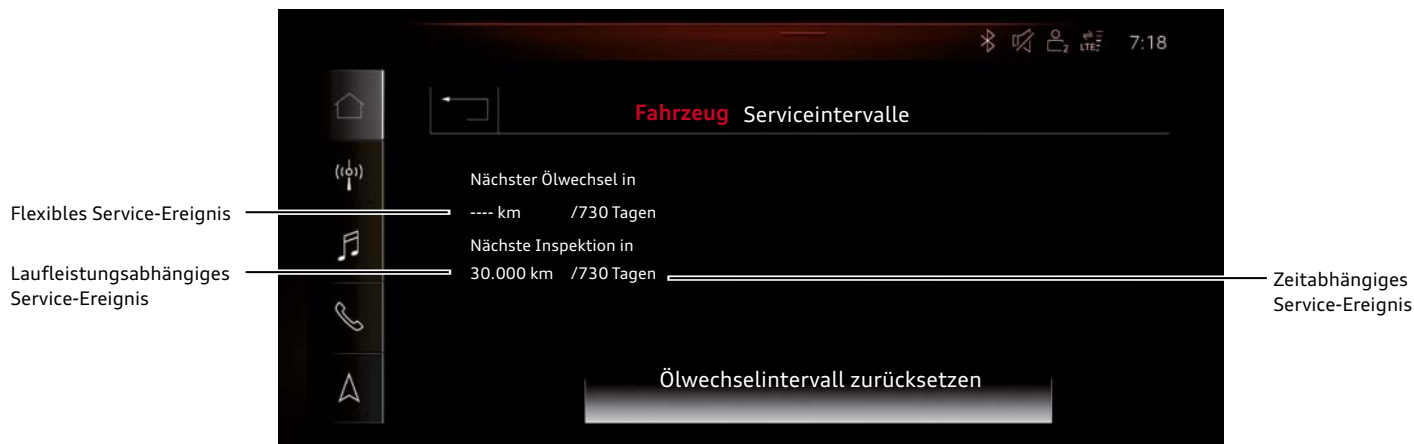 LTE 7:18
Fahrzeug Serviceintervalle
Nächster Ölwechsel in
Flexibles Service-Ereignis
---- km /730 Tagen
Nächste Inspektion in
Laufleistungsabhängiges
Service-Ereignis
30.000 km /730 Tagen
Zeitabhängiges
Service-Ereignis
Ölwechselintervall zurücksetzen